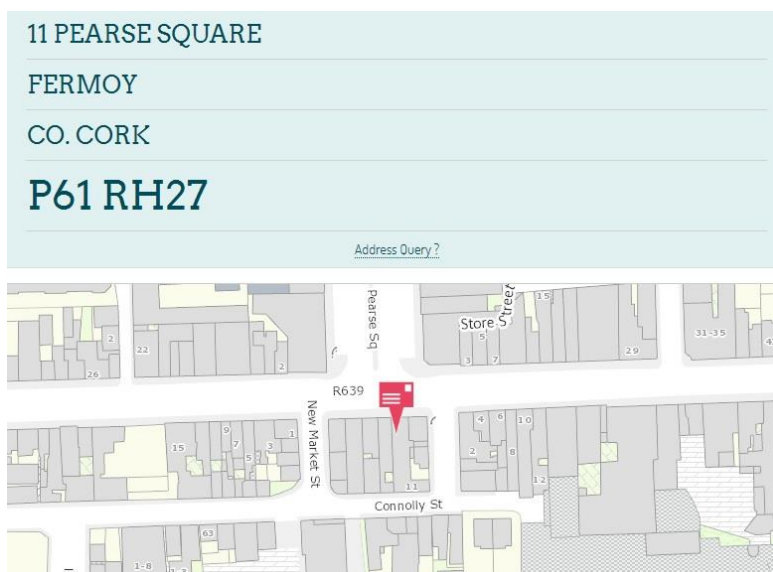 11 PEARSE SQUARE
FERMOY
CO. CORK
P61 RH27
Address Query ?
Pearse Sq
Store Street
15
2
22
5
31-35
2
3
7
29
26
R639
New Market St
15
9
7
5
3
1
4
6
10
2
8
11
12
Connolly St
63
1-8